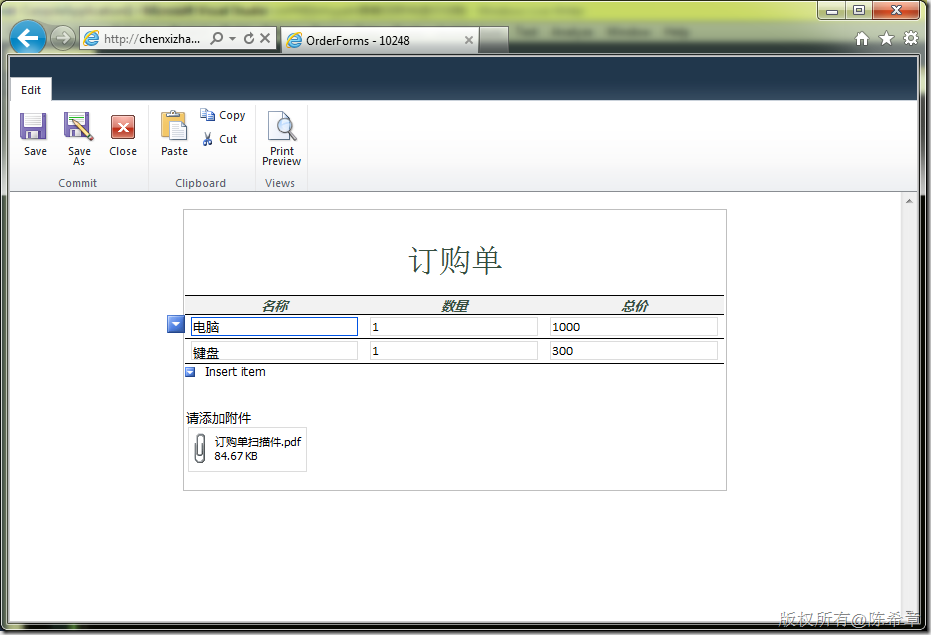 http://chenxizha...
OrderForms - 10248
Edit
Save
Save As
Close
Paste
Copy
Cut
Print Preview
Commit
Clipboard
Views
订购单
名称 数量 总价
电脑 1 1000
键盘 1 300
Insert item
请添加附件
订购单扫描件.pdf
84.67 KB
版权所有@陈希章